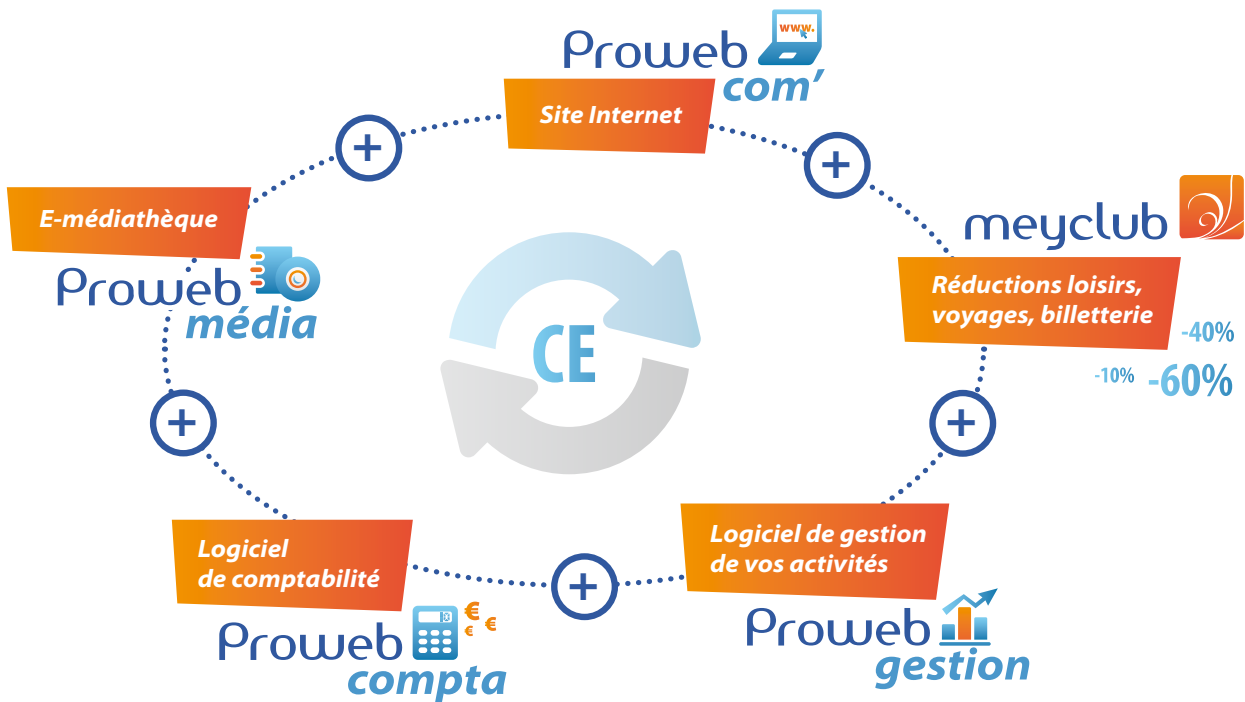 Proweb
www.
com’
Site Internet
E-médiathèque
Proweb
média
meyclub
Réductions loisirs,
voyages, billetterie
-40%
-10%
-60%
CE
Logiciel
de comptabilité
Proweb
€
€
€
compta
Logiciel de gestion
de vos activités
Proweb
gestion